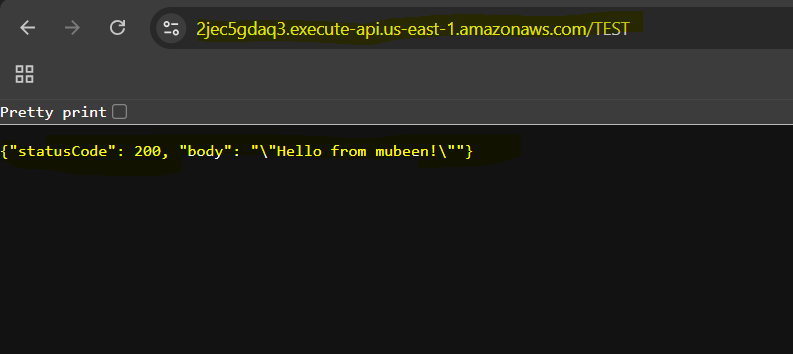 2jec5gdaq3.execute-api.us-east-1.amazonaws.com/TEST
Pretty print
{"statusCode": 200, "body": "\"Hello from mubeen!\""}